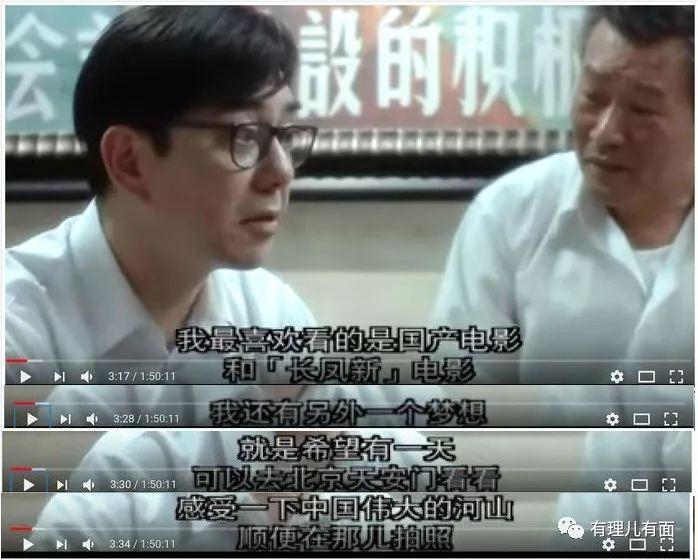 会 設的积极
我最喜欢看的是国产电影
和「长凤新」电影
3:17 / 1:50:11
我还有另外一个梦想
3:28 / 1:50:11
就是希望有一天
可以去北京天安门看看
3:30 / 1:50:11
感受一下中国伟大的河山
顺便在那儿拍照
3:34 / 1:50:11
有理儿有面